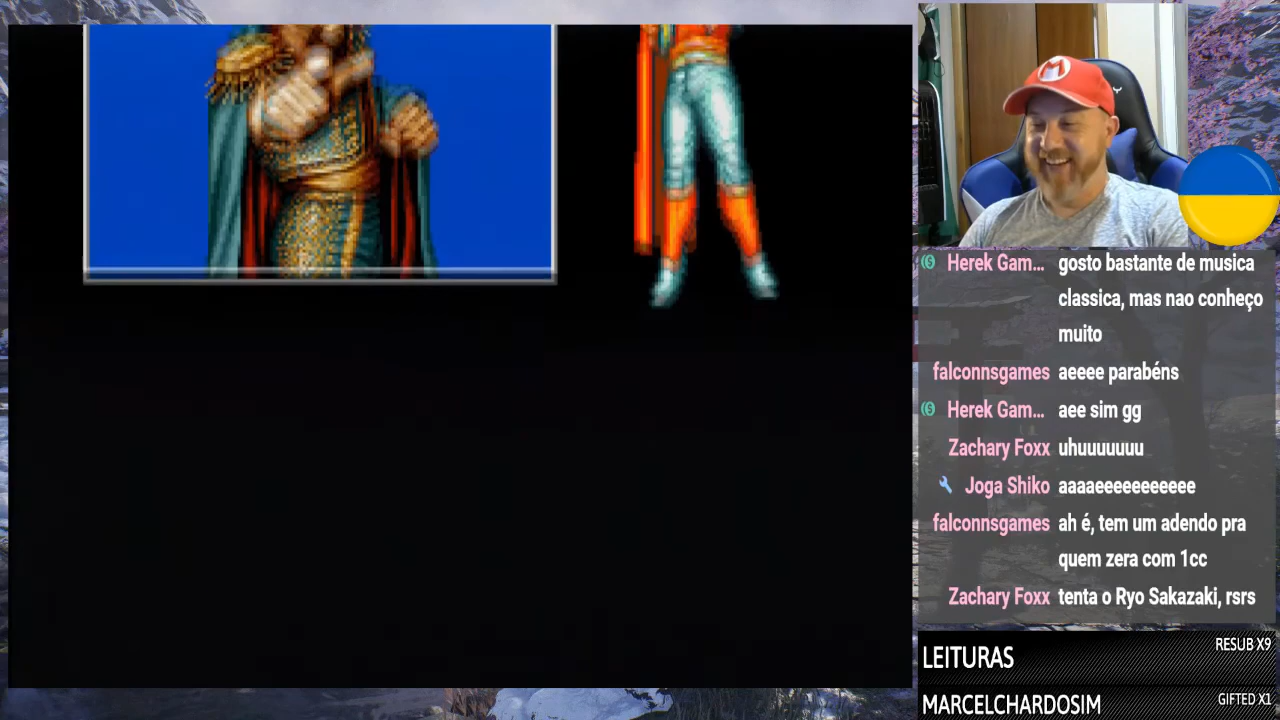 M
Herek Gam... gosto bastante de musica
classica, mas nao conheço
muito
falconnsgames aeeee parabéns
Herek Gam... aee sim gg
Zachary Foxx uhuuuuuuu
Joga Shiko aaaaeeeeeeeeeee
falconnsgames ah é, tem um adendo pra
quem zera com 1cc
Zachary Foxx tenta o Ryo Sakazaki, rsrs
LEITURAS RESUB X9
MARCELCHARDOSIM GIFTED X1